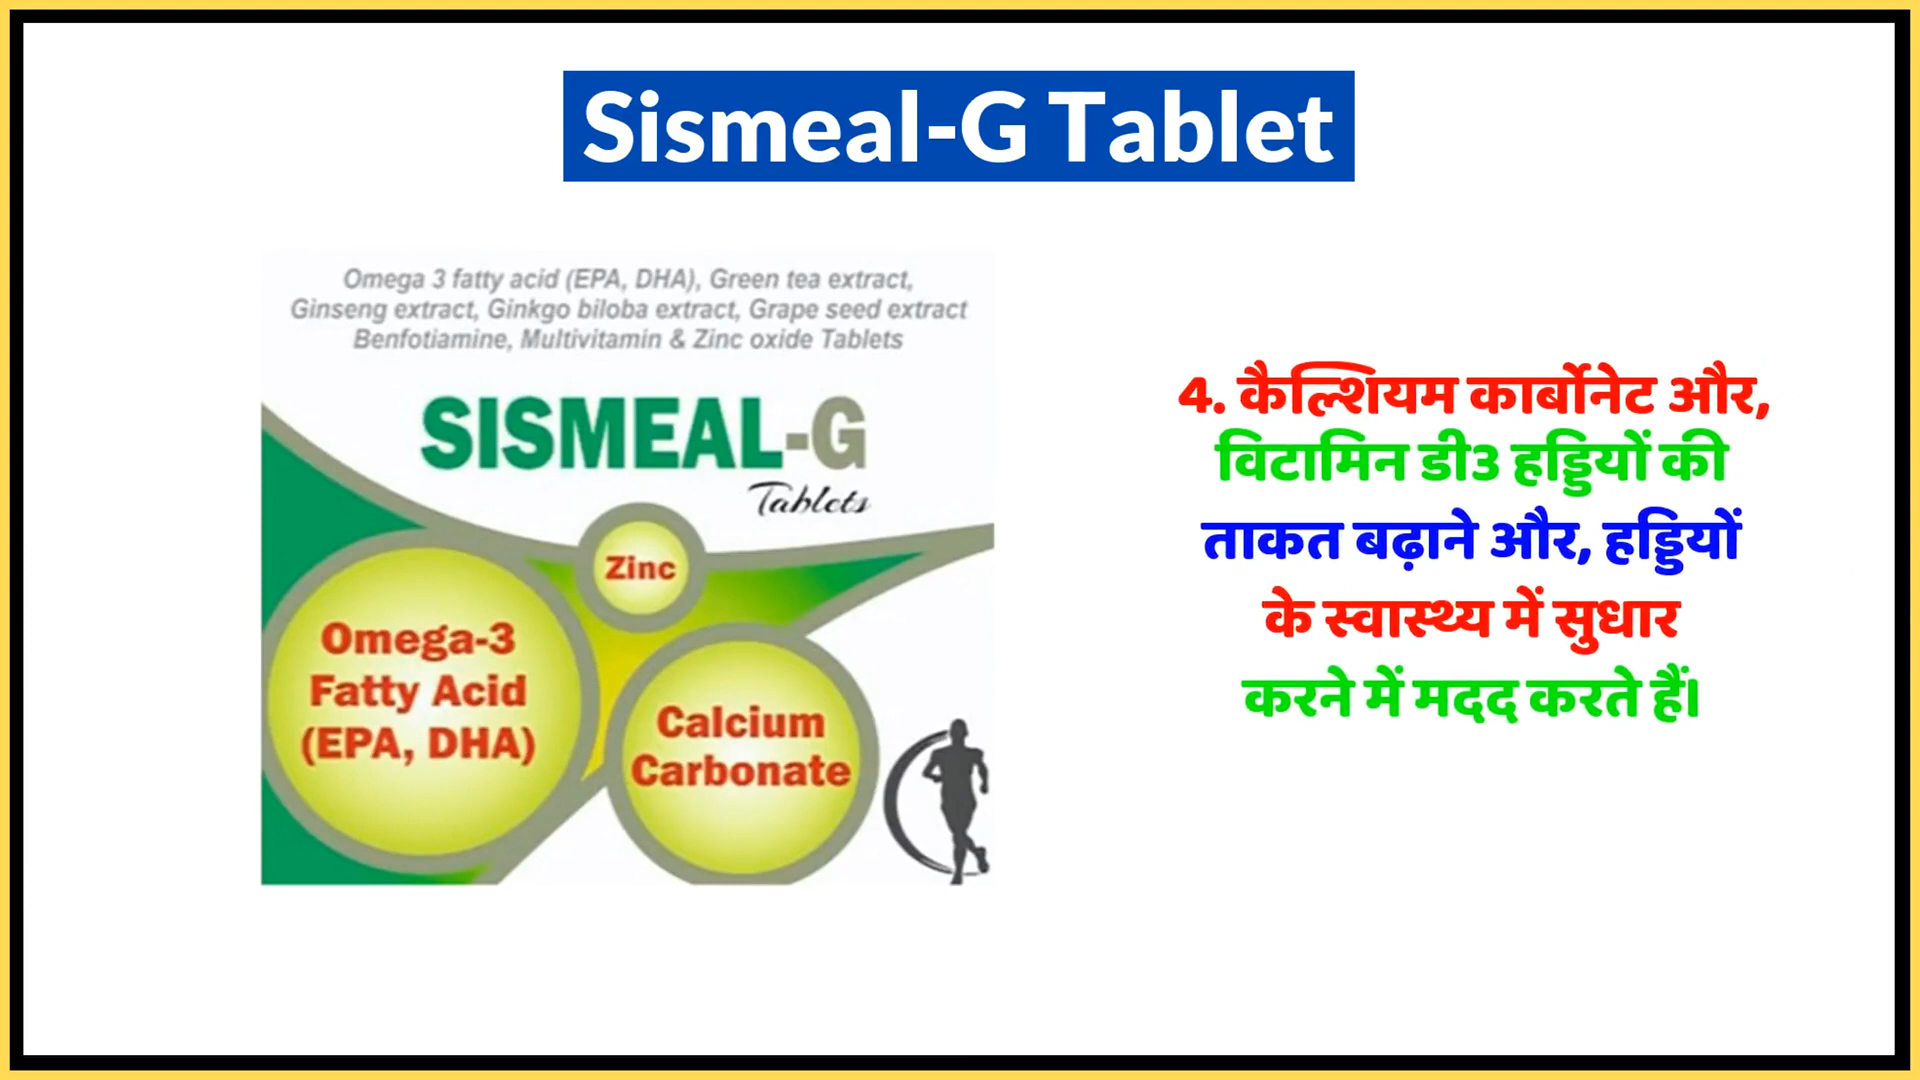 Sismeal-G Tablet
Omega 3 fatty acid (EPA, DHA), Green tea extract,
Ginseng extract, Ginkgo biloba extract, Grape seed extract
Benfotiamine, Multivitamin & Zinc oxide Tablets
SISMEAL-G
Tablets
Zinc
Omega-3
Fatty Acid
(EPA, DHA)
Calcium
Carbonate
4. कैल्शियम कार्बोनेट और,
विटामिन डी3 हड्डियों की
ताकत बढ़ाने और, हड्डियों
के स्वास्थ्य में सुधार
करने में मदद करते हैं।